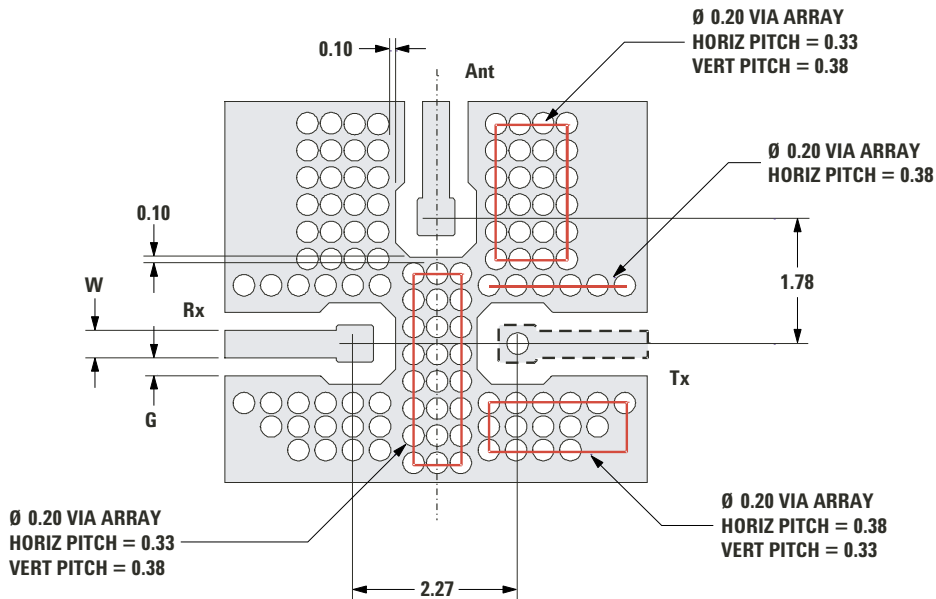 Ø 0.20 VIA ARRAY
HORIZ PITCH = 0.33
VERT PITCH = 0.38
0.10
Ant
Ø 0.20 VIA ARRAY
HORIZ PITCH = 0.38
0.10
W
Rx
1.78
Tx
G
Ø 0.20 VIA ARRAY
HORIZ PITCH = 0.33
VERT PITCH = 0.38
Ø 0.20 VIA ARRAY
HORIZ PITCH = 0.38
VERT PITCH = 0.33
2.27